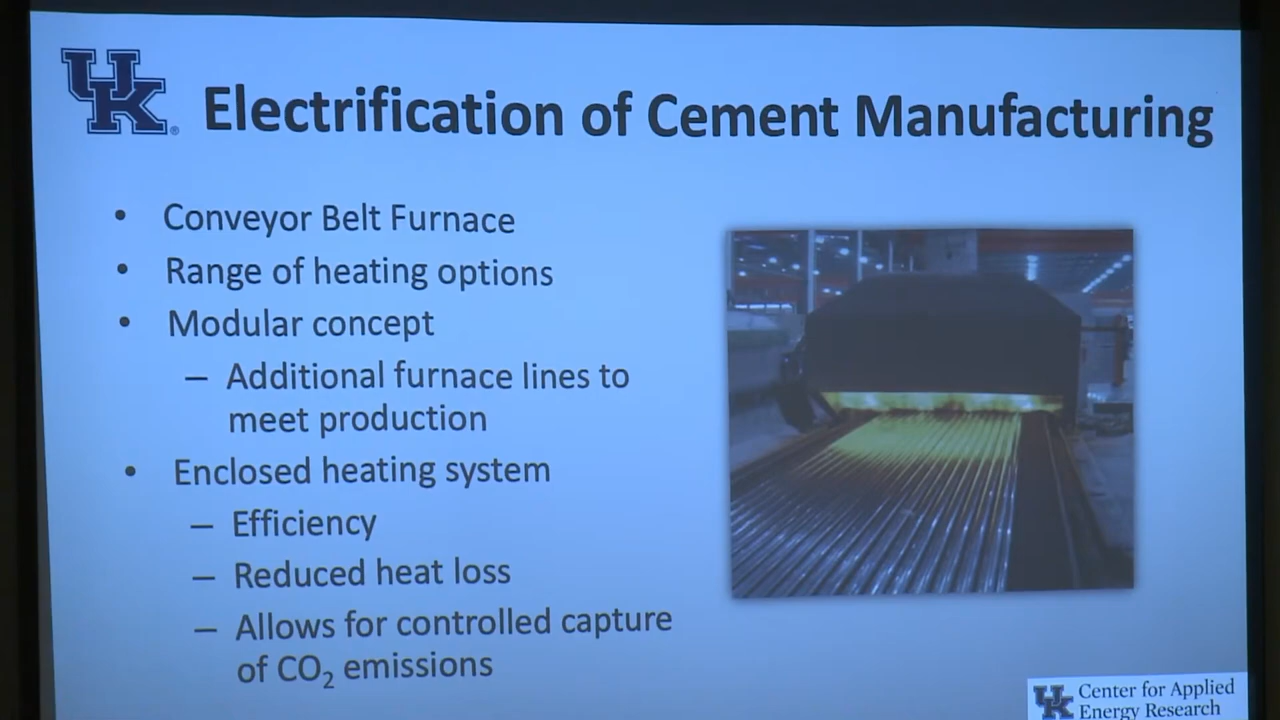 UK®
Electrification of Cement Manufacturing
• Conveyor Belt Furnace
• Range of heating options
• Modular concept
– Additional furnace lines to
meet production
• Enclosed heating system
– Efficiency
– Reduced heat loss
– Allows for controlled capture
of CO₂ emissions
UK Center for Applied
Energy Research